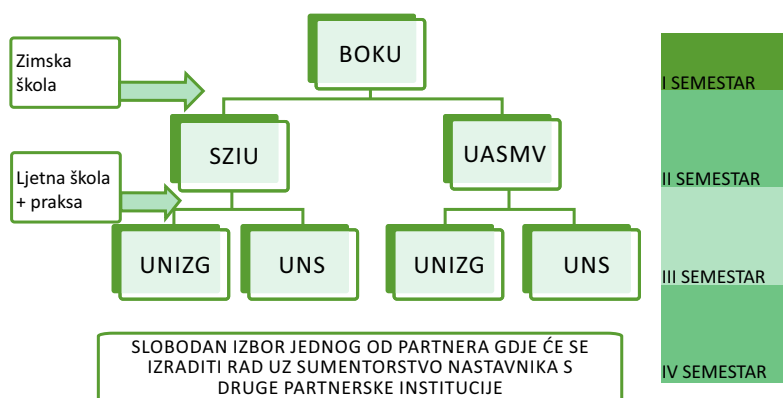 BOKU
Zimska
škola
I SEMESTAR
SZIU
UASMV
Ljetna škola
+ praksa
II SEMESTAR
UNIZG
UNS
UNIZG
UNS
III SEMESTAR
SLOBODAN IZBOR JEDNOG OD PARTNERA GDJE ĆE SE
IZRADITI RAD UZ SUMENTORSTVO NASTAVNIKA S
DRUGE PARTNERSKE INSTITUCIJE
IV SEMESTAR